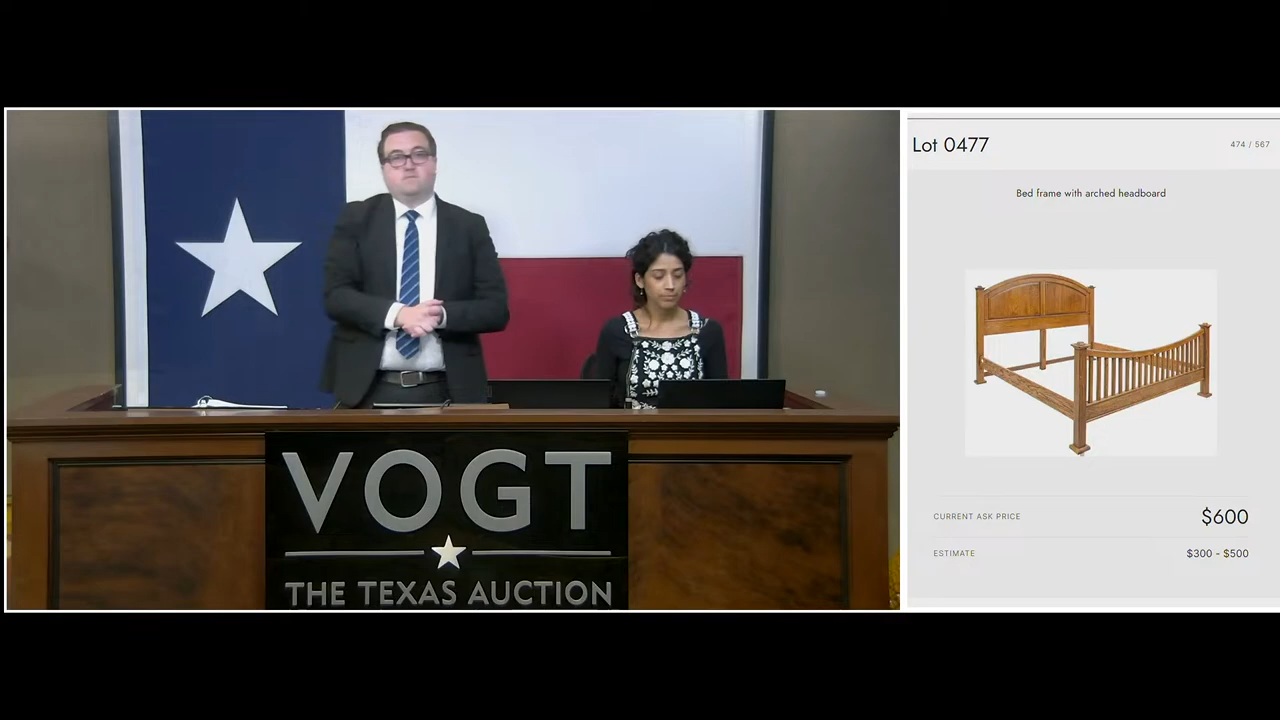 VOGT
THE TEXAS AUCTION
Lot 0477
474 / 567
Bed frame with arched headboard
CURRENT ASK PRICE
$600
ESTIMATE
$300 - $500